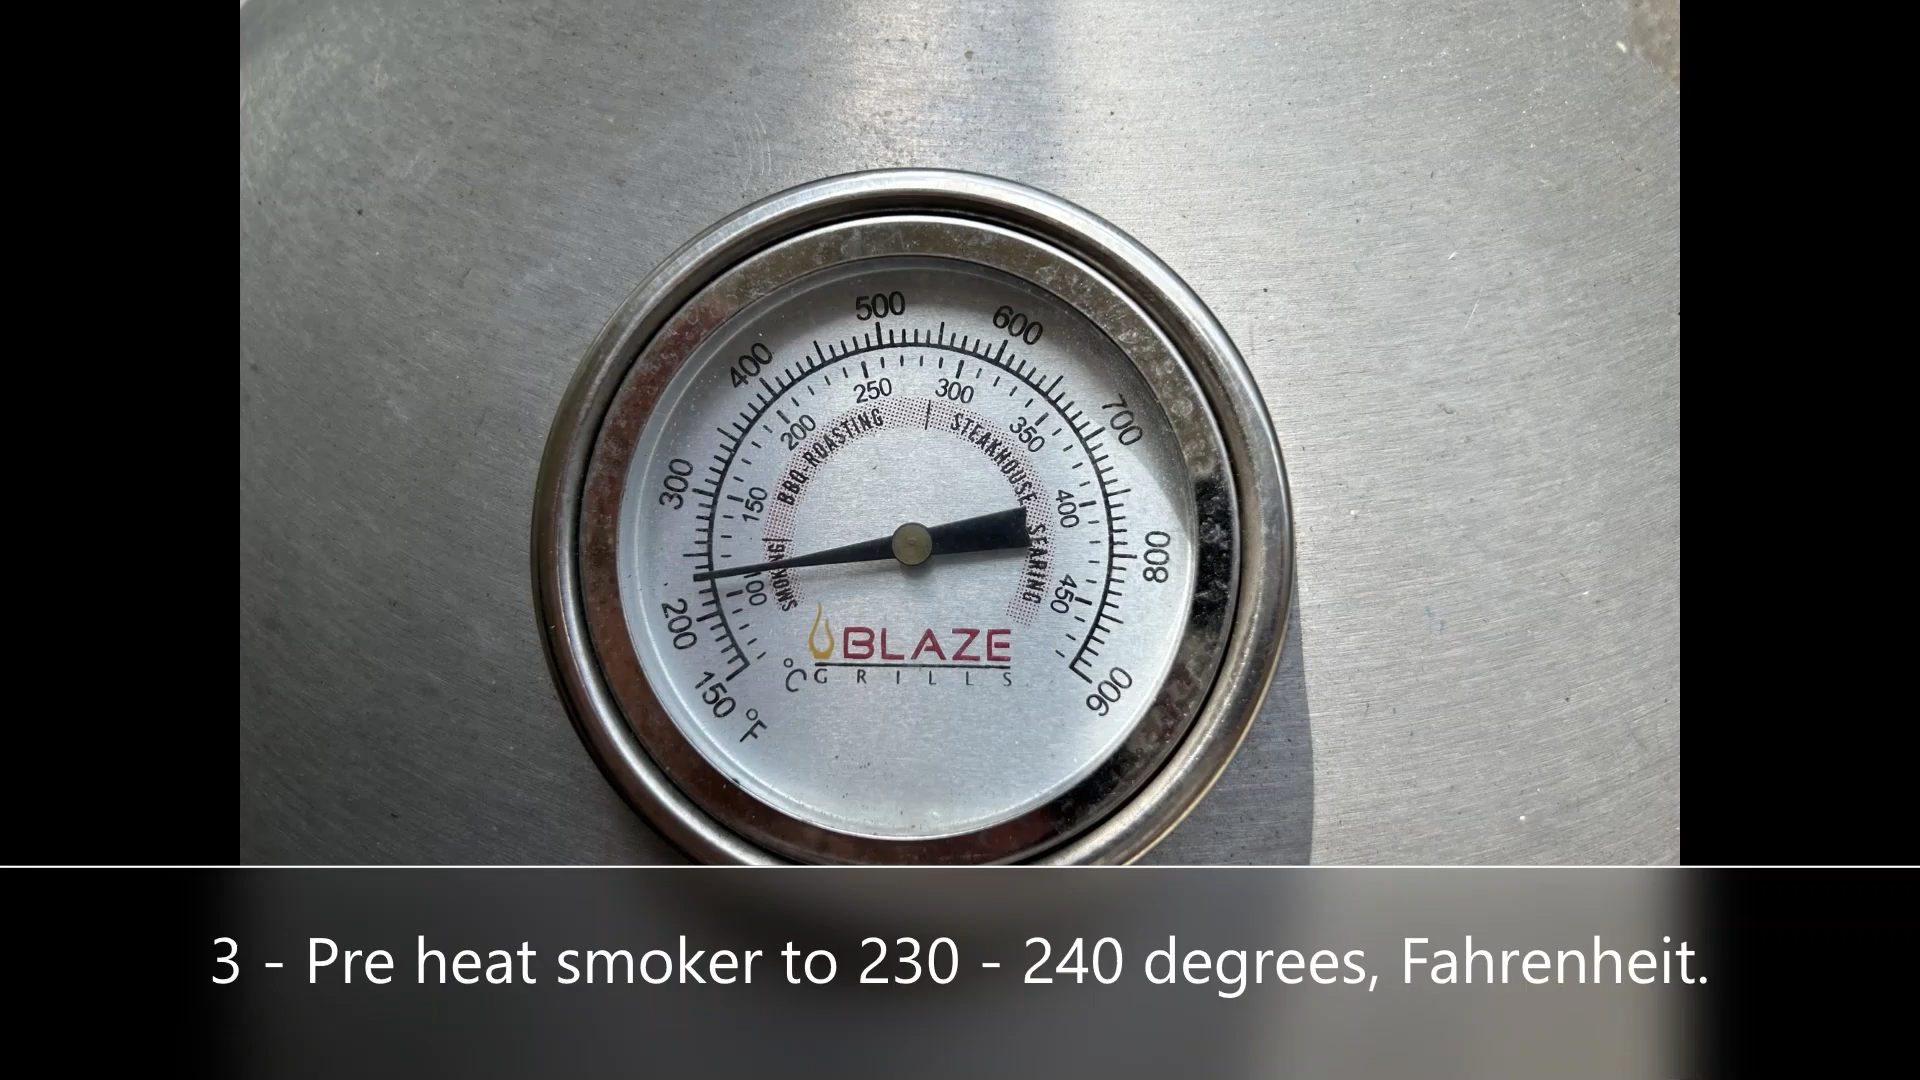 500
600
400
700
300
800
200
150
900
°F
250
300
200
350
150
400
00
450
°C
BBQ-ROASTING
STEAKHOUSE
SMOKING
SEARING
BLAZE
GRILLS
3 - Pre heat smoker to 230 - 240 degrees, Fahrenheit.